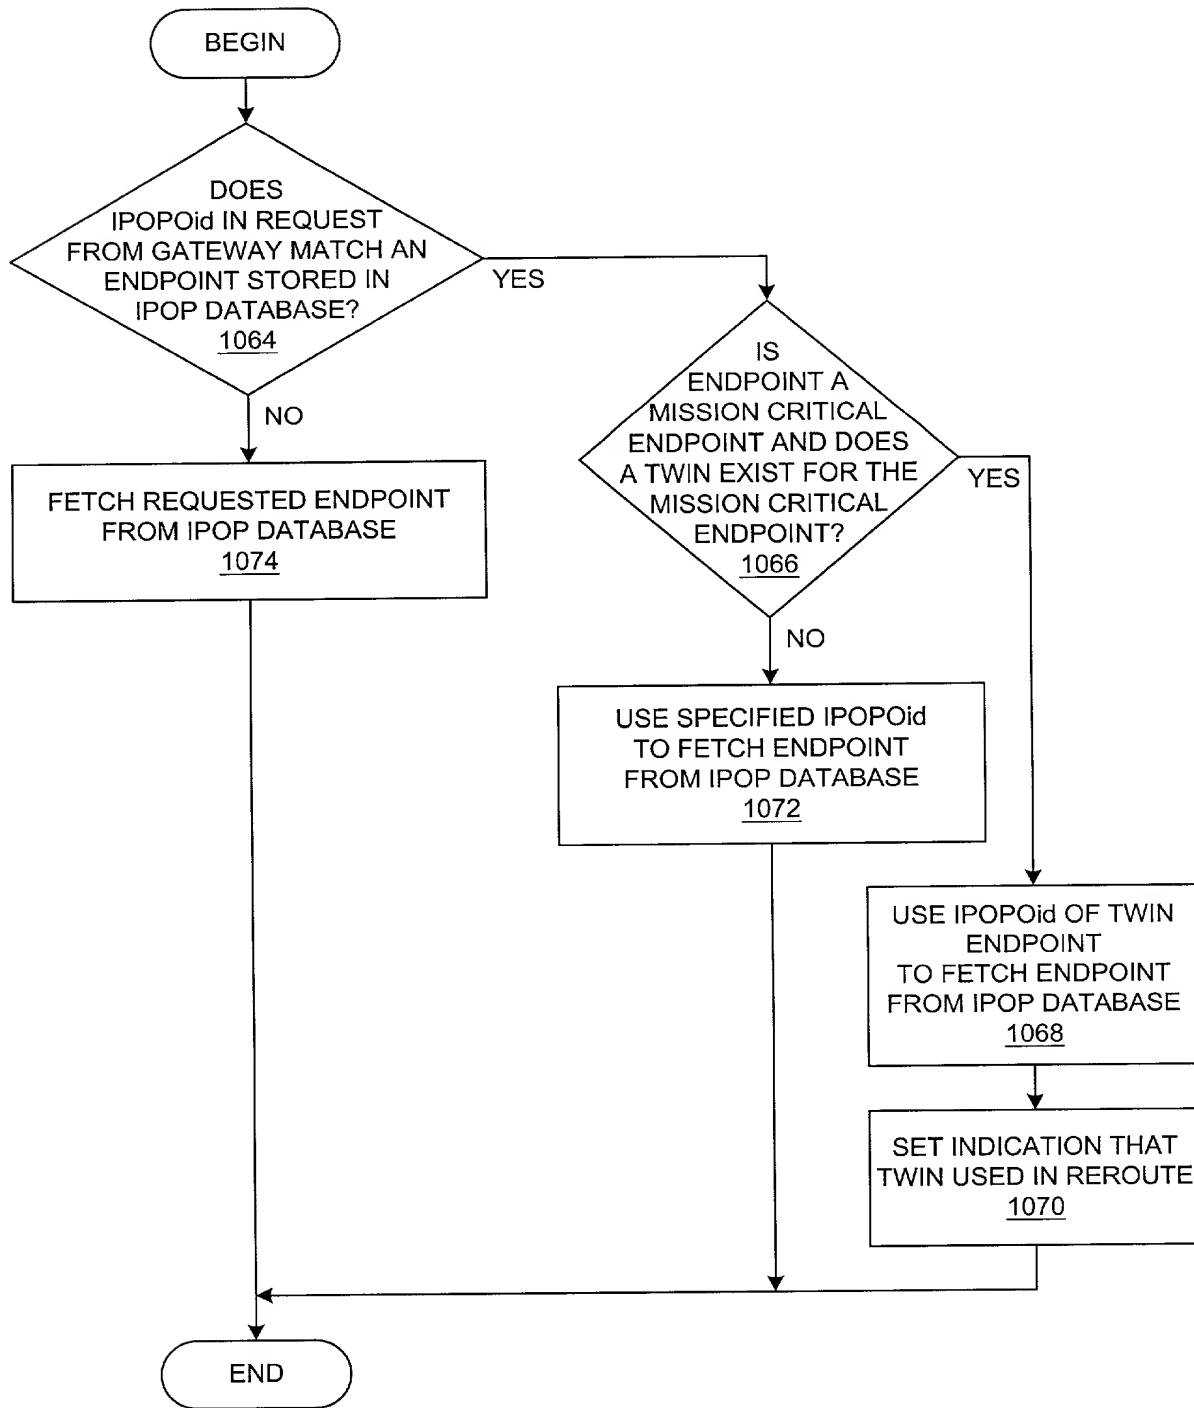 BEGIN
DOES
IPOPOid IN REQUEST
FROM GATEWAY MATCH AN
ENDPOINT STORED IN
IPOP DATABASE?
1064
YES
NO
IS
ENDPOINT A
MISSION CRITICAL
ENDPOINT AND DOES
A TWIN EXIST FOR THE
MISSION CRITICAL
ENDPOINT?
1066
YES
NO
FETCH REQUESTED ENDPOINT
FROM IPOP DATABASE
1074
USE SPECIFIED IPOPOid
TO FETCH ENDPOINT
FROM IPOP DATABASE
1072
USE IPOPOid OF TWIN
ENDPOINT
TO FETCH ENDPOINT
FROM IPOP DATABASE
1068
SET INDICATION THAT
TWIN USED IN REROUTE
1070
END